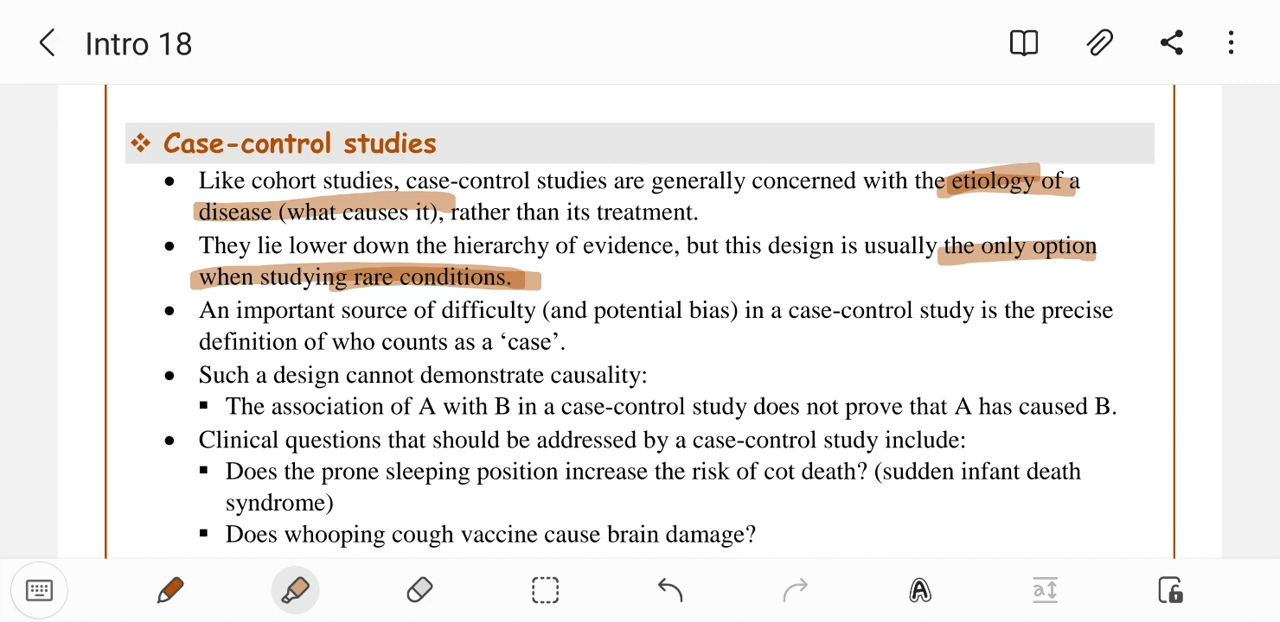 Intro 18
❖ Case-control studies
• Like cohort studies, case-control studies are generally concerned with the etiology of a
disease (what causes it), rather than its treatment.
• They lie lower down the hierarchy of evidence, but this design is usually the only option
when studying rare conditions.
• An important source of difficulty (and potential bias) in a case-control study is the precise
definition of who counts as a ‘case’.
• Such a design cannot demonstrate causality:
▪ The association of A with B in a case-control study does not prove that A has caused B.
• Clinical questions that should be addressed by a case-control study include:
▪ Does the prone sleeping position increase the risk of cot death? (sudden infant death
syndrome)
▪ Does whooping cough vaccine cause brain damage?